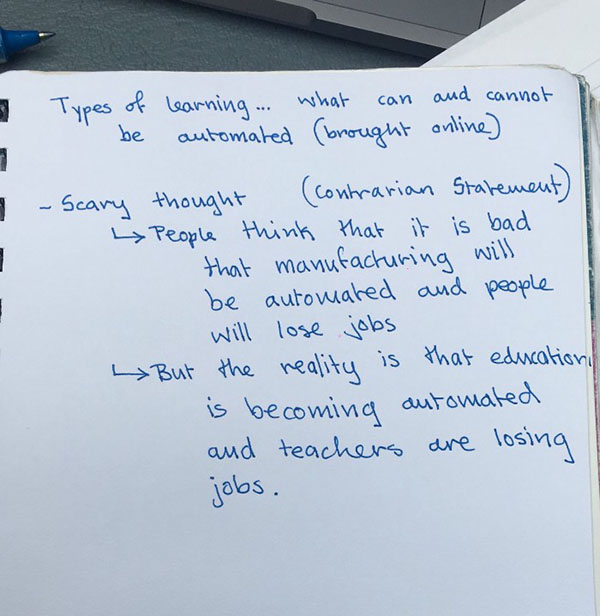 Types of learning... what can and cannot
be automated (brought online)
- Scary thought (Contrarian Statement)
↳ People think that it is bad
that manufacturing will
be automated and people
will lose jobs
↳ But the reality is that education
is becoming automated
and teachers are losing
jobs.